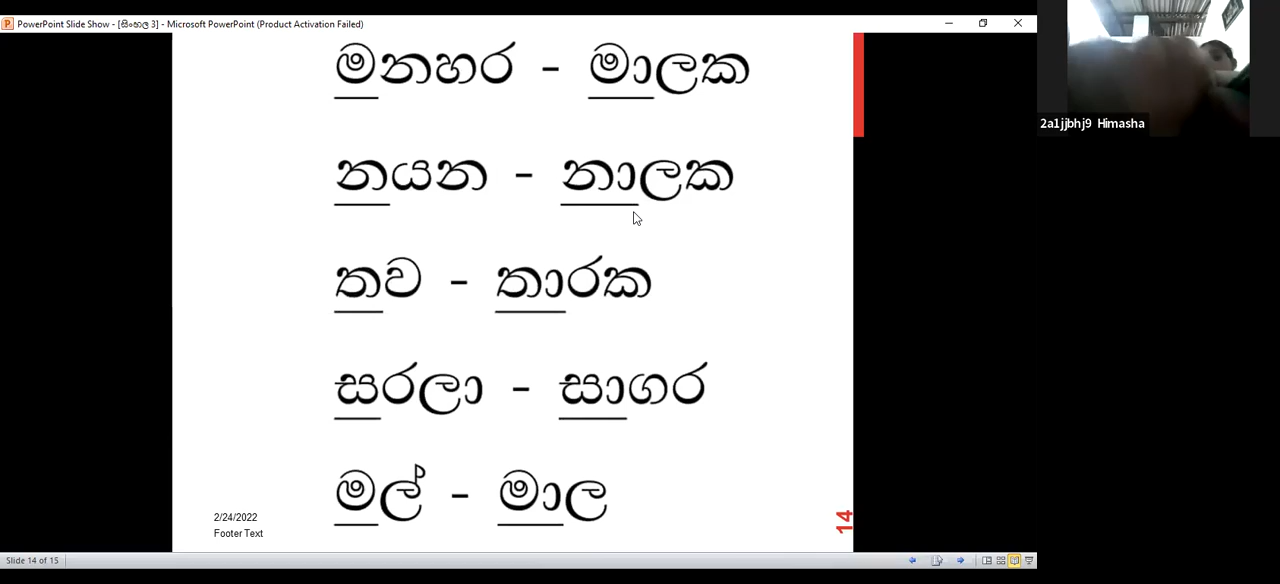 PowerPoint Slide Show - [සිංහල 3] - Microsoft PowerPoint (Product Activation Failed)
මනහර - මාලක
2a1jjbhj9 Himasha
නයන - නාලක
තව - තාරක
සරලා - සාගර
මල් - මාල
2/24/2022
Footer Text
14
Slide 14 of 15